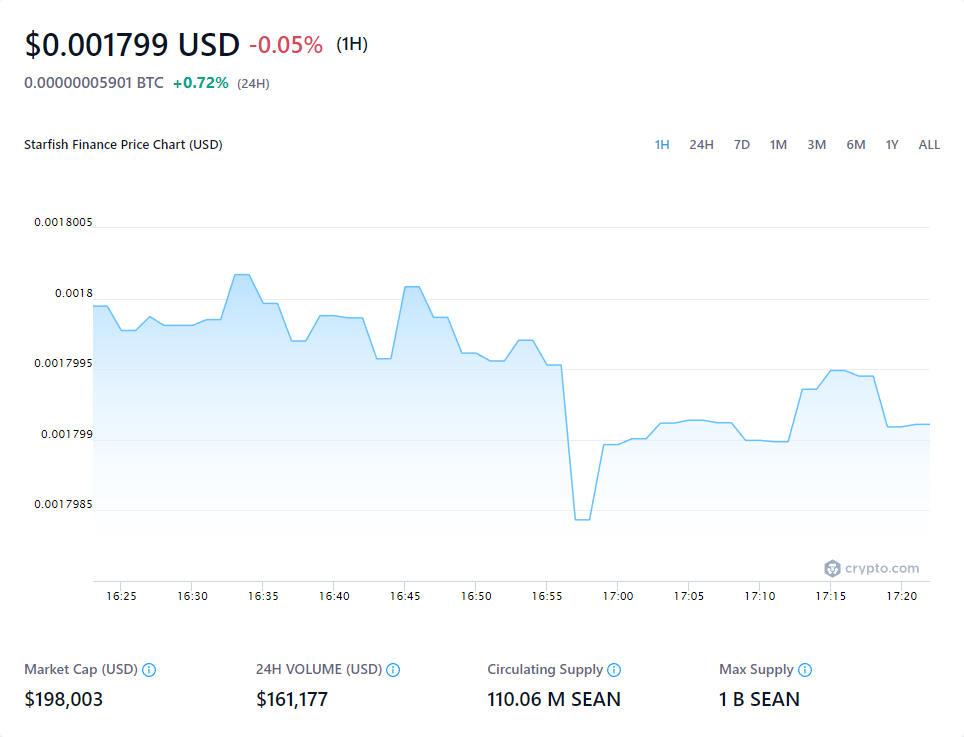 $0.001799 USD -0.05% (1H)
0.00000005901 BTC +0.72% (24H)
Starfish Finance Price Chart (USD)
1H 24H 7D 1M 3M 6M 1Y ALL
0.0018005
0.0018
0.0017995
0.001799
0.0017985
crypto.com
16:25 16:30 16:35 16:40 16:45 16:50 16:55 17:00 17:05 17:10 17:15 17:20
Market Cap (USD) 24H VOLUME (USD) Circulating Supply Max Supply
$198,003 $161,177 110.06 M SEAN 1 B SEAN